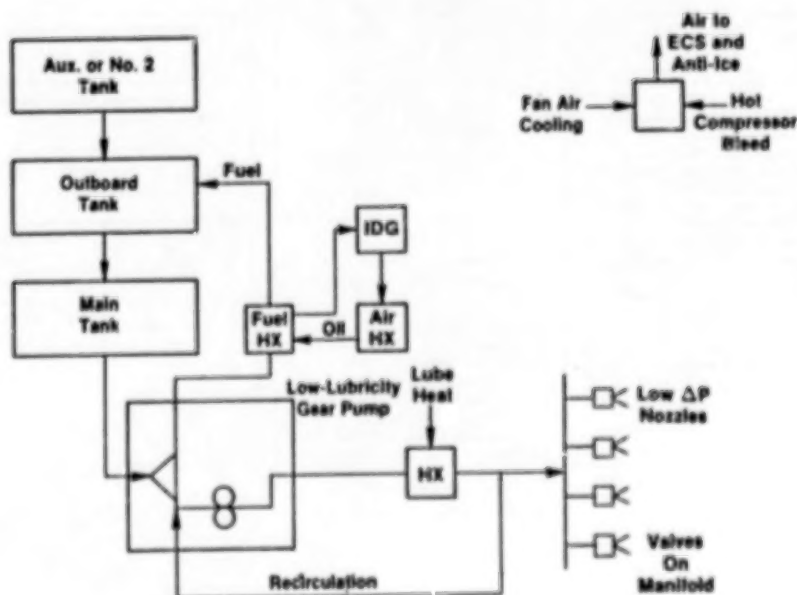 Aux. or No. 2
Tank
Outboard
Tank
Main
Tank
Fuel
IDG
Fuel
HX
Oil
Air
HX
Low-Lubricity
Gear Pump
Lube
Heat
HX
Recirculation
Low ΔP
Nozzles
Valves
On
Manifold
Air to
ECS and
Anti-Ice
Fan Air
Cooling
Hot
Compressor
Bleed